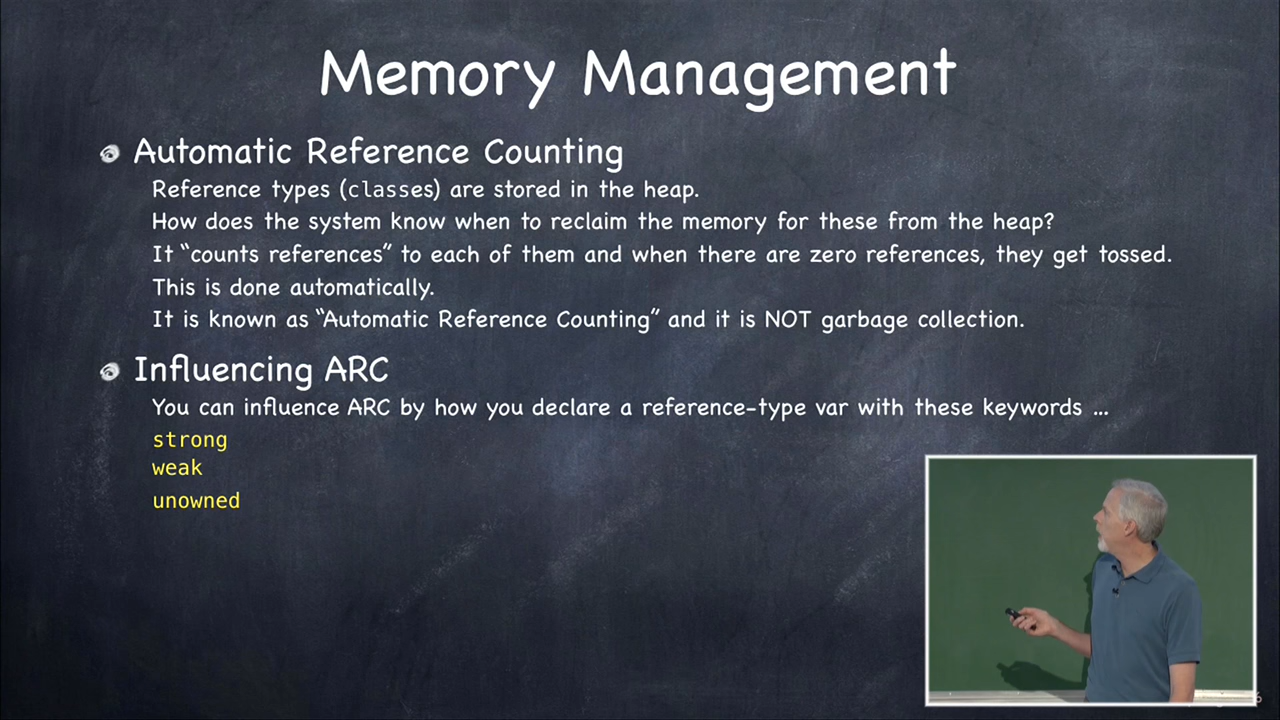 Memory Management
Automatic Reference Counting
Reference types (classes) are stored in the heap.
How does the system know when to reclaim the memory for these from the heap?
It “counts references” to each of them and when there are zero references, they get tossed.
This is done automatically.
It is known as “Automatic Reference Counting” and it is NOT garbage collection.
Influencing ARC
You can influence ARC by how you declare a reference-type var with these keywords ...
strong
weak
unowned